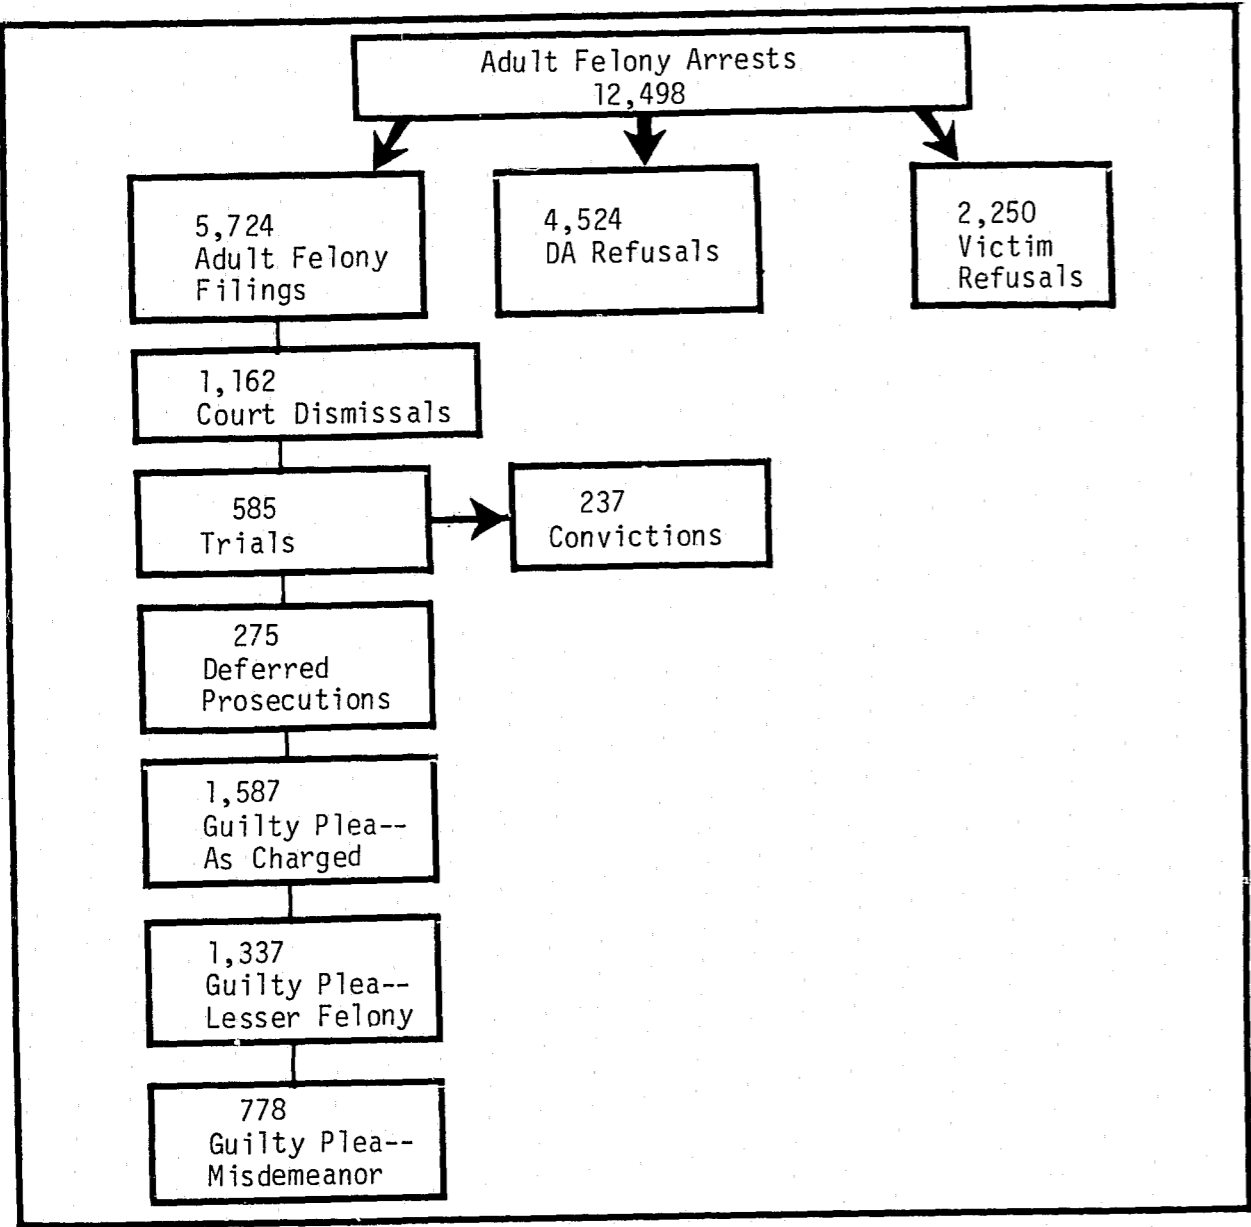 Adult Felony Arrests
12,498
5,724
Adult Felony
Filings
4,524
DA Refusals
2,250
Victim
Refusals
1,162
Court Dismissals
585
Trials
237
Convictions
275
Deferred
Prosecutions
1,587
Guilty Plea--
As Charged
1,337
Guilty Plea--
Lesser Felony
778
Guilty Plea--
Misdemeanor